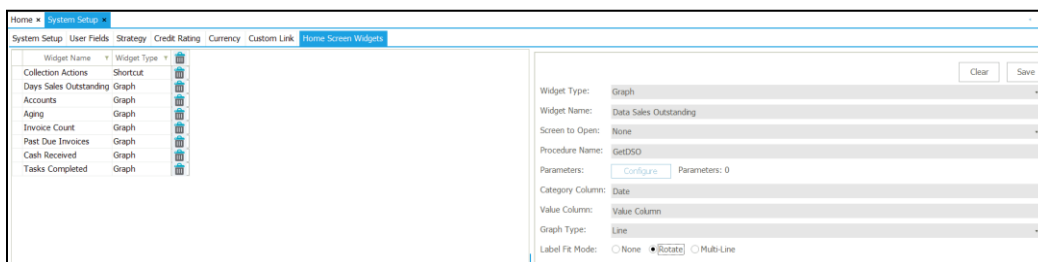 Home × System Setup ×
System Setup User Fields Strategy Credit Rating Currency Custom Link Home Screen Widgets
Widget Name Widget Type
Collection Actions Shortcut
Days Sales Outstanding Graph
Accounts Graph
Aging Graph
Invoice Count Graph
Past Due Invoices Graph
Cash Received Graph
Tasks Completed Graph
Clear Save
Widget Type: Graph
Widget Name: Data Sales Outstanding
Screen to Open: None
Procedure Name: GetDSO
Parameters: Configure Parameters: 0
Category Column: Date
Value Column: Value Column
Graph Type: Line
Label Fit Mode: None Rotate Multi-Line